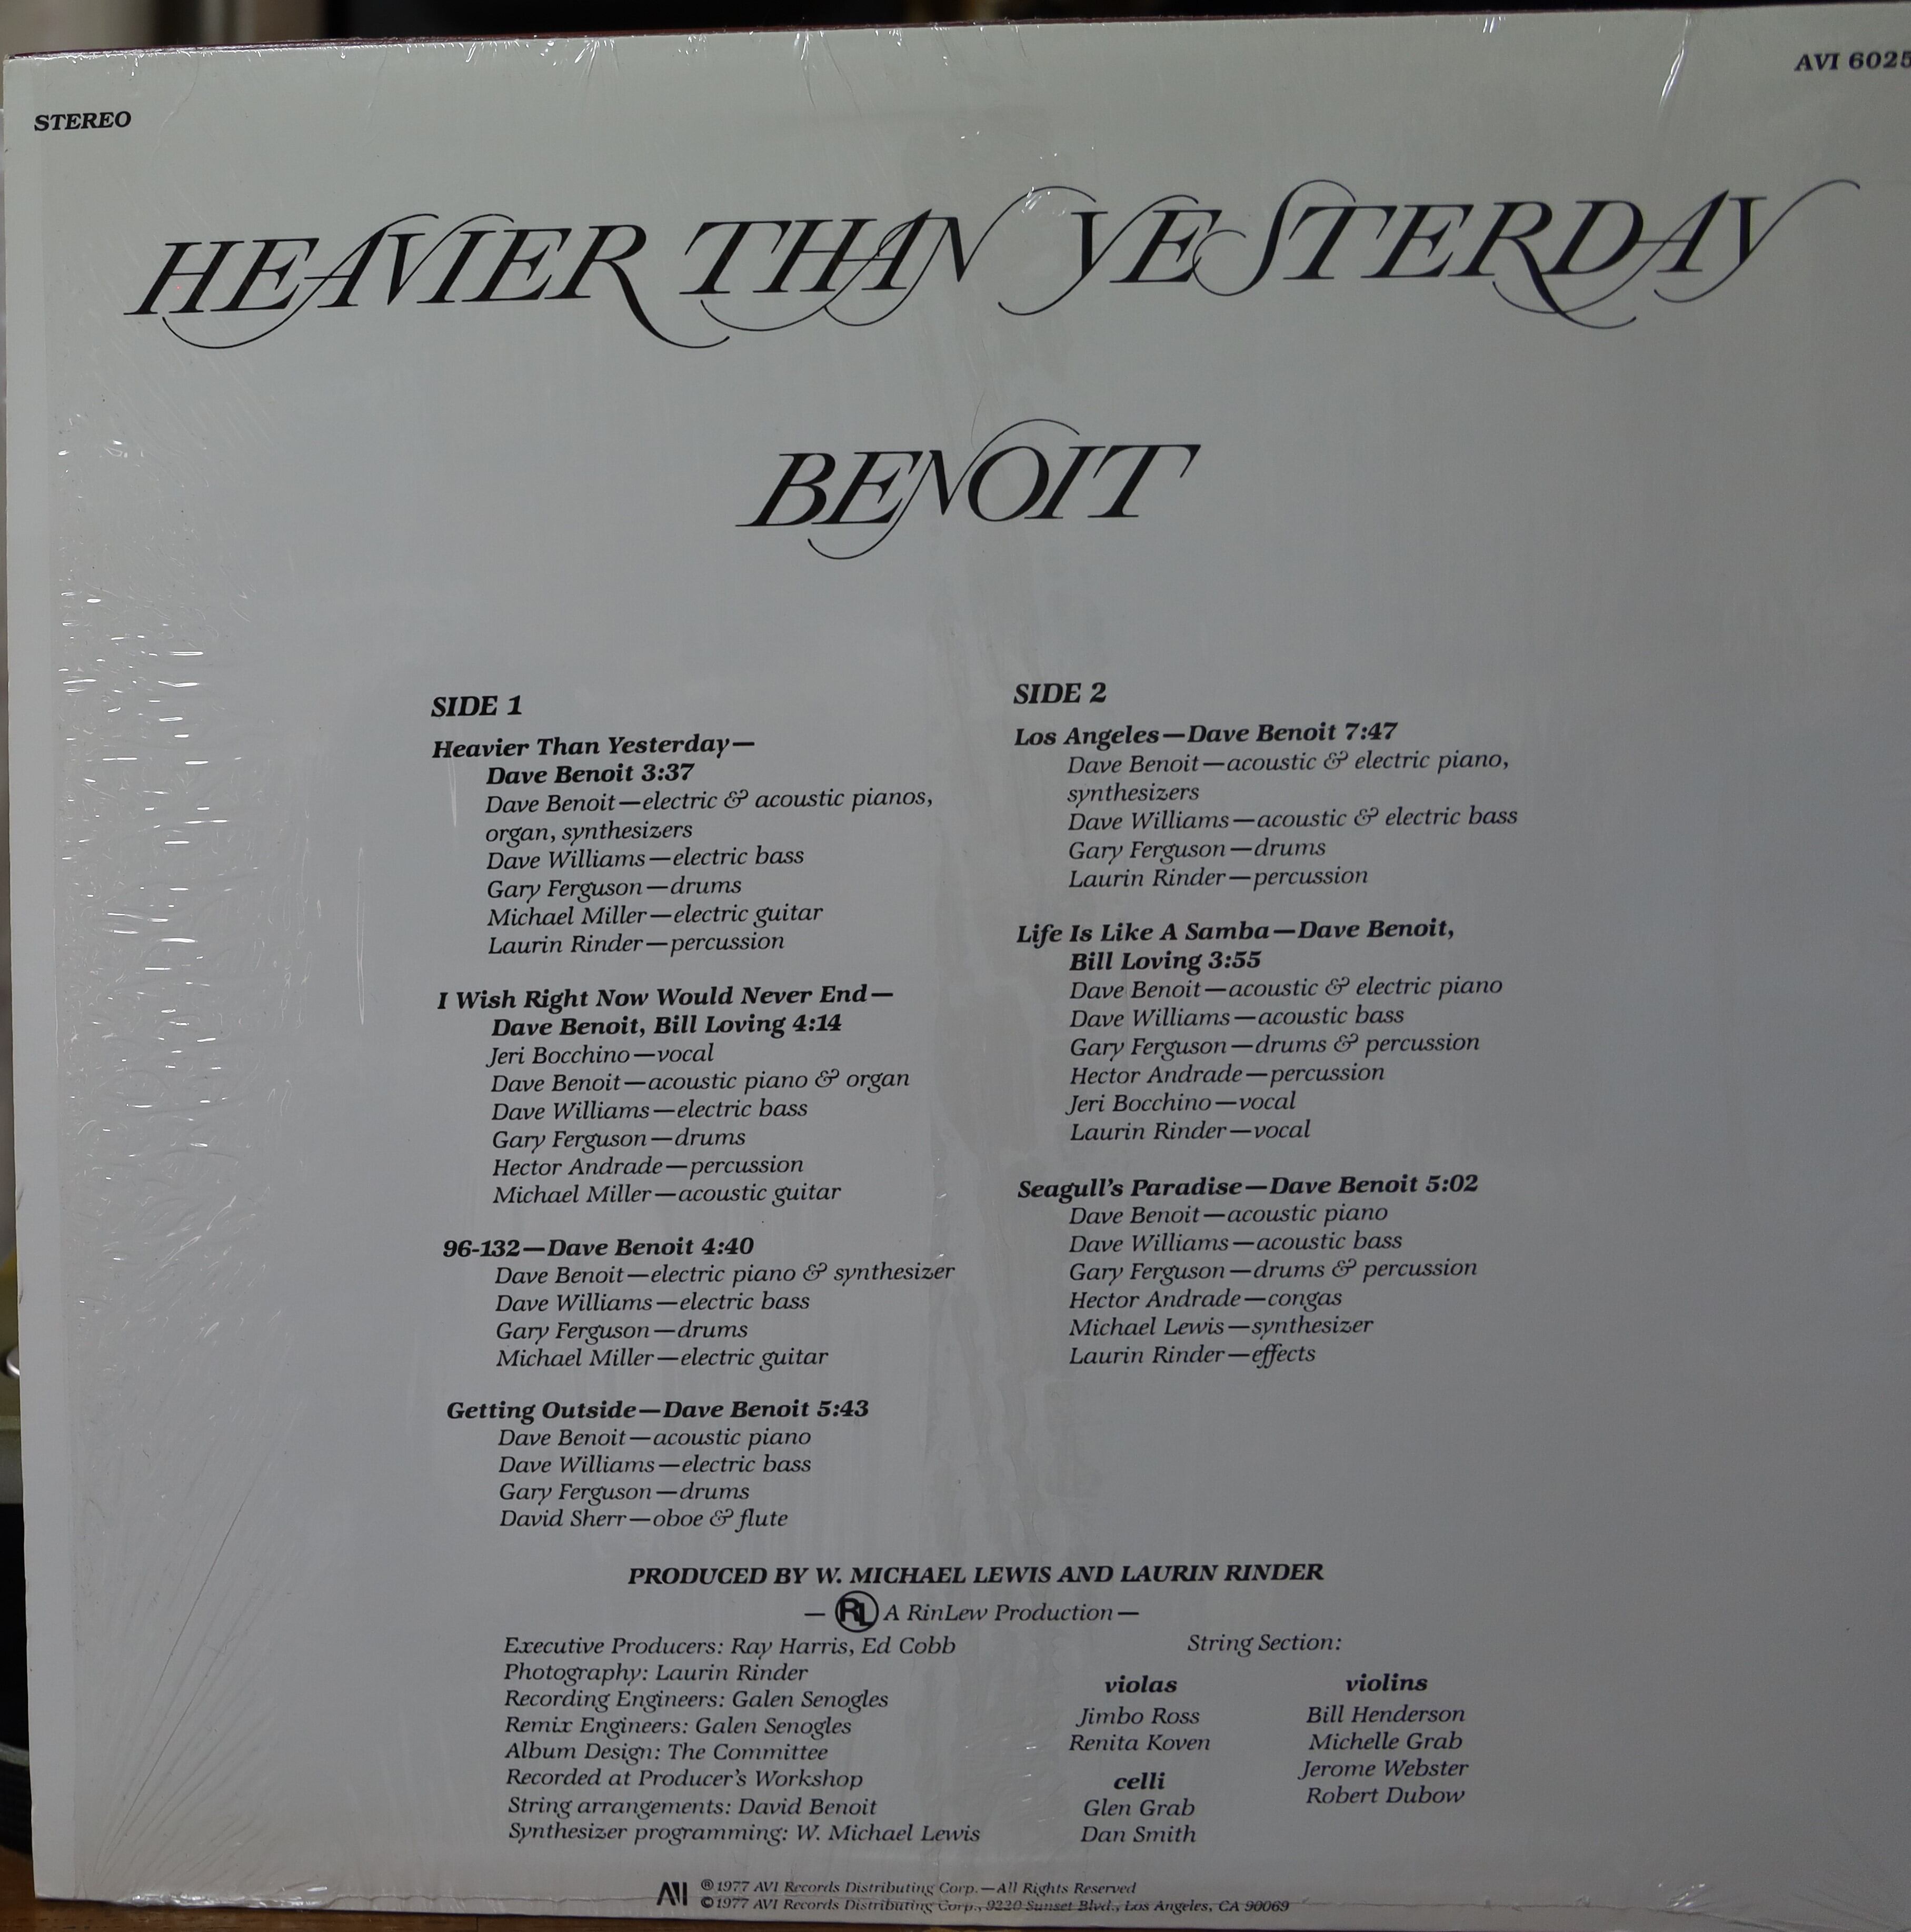 AVI 6025
STEREO
HEAVIER THAN YESTERDAY
BENOIT
SIDE 1
Heavier Than Yesterday—
Dave Benoit 3:37
Dave Benoit—electric & acoustic pianos,
organ, synthesizers
Dave Williams—electric bass
Gary Ferguson—drums
Michael Miller—electric guitar
Laurin Rinder—percussion
I Wish Right Now Would Never End—
Dave Benoit, Bill Loving 4:14
Jeri Bocchino—vocal
Dave Benoit—acoustic piano & organ
Dave Williams—electric bass
Gary Ferguson—drums
Hector Andrade—percussion
Michael Miller—acoustic guitar
96-132—Dave Benoit 4:40
Dave Benoit—electric piano & synthesizer
Dave Williams—electric bass
Gary Ferguson—drums
Michael Miller—electric guitar
Getting Outside—Dave Benoit 5:43
Dave Benoit—acoustic piano
Dave Williams—electric bass
Gary Ferguson—drums
David Sherr—oboe & flute
SIDE 2
Los Angeles—Dave Benoit 7:47
Dave Benoit—acoustic & electric piano,
synthesizers
Dave Williams—acoustic & electric bass
Gary Ferguson—drums
Laurin Rinder—percussion
Life Is Like A Samba—Dave Benoit,
Bill Loving 3:55
Dave Benoit—acoustic & electric piano
Dave Williams—acoustic bass
Gary Ferguson—drums & percussion
Hector Andrade—percussion
Jeri Bocchino—vocal
Laurin Rinder—vocal
Seagull's Paradise—Dave Benoit 5:02
Dave Benoit—acoustic piano
Dave Williams—acoustic bass
Gary Ferguson—drums & percussion
Hector Andrade—congas
Michael Lewis—synthesizer
Laurin Rinder—effects
PRODUCED BY W. MICHAEL LEWIS AND LAURIN RINDER
— RL A RinLew Production—
Executive Producers: Ray Harris, Ed Cobb
Photography: Laurin Rinder
Recording Engineers: Galen Senogles
Remix Engineers: Galen Senogles
Album Design: The Committee
Recorded at Producer's Workshop
String arrangements: David Benoit
Synthesizer programming: W. Michael Lewis
String Section:
violas
Jimbo Ross
Renita Koven
celli
Glen Grab
Dan Smith
violins
Bill Henderson
Michelle Grab
Jerome Webster
Robert Dubow
AVI
®1977 AVI Records Distributing Corp.—All Rights Reserved
©1977 AVI Records Distributing Corp., 9220 Sunset Blvd., Los Angeles, CA 90069